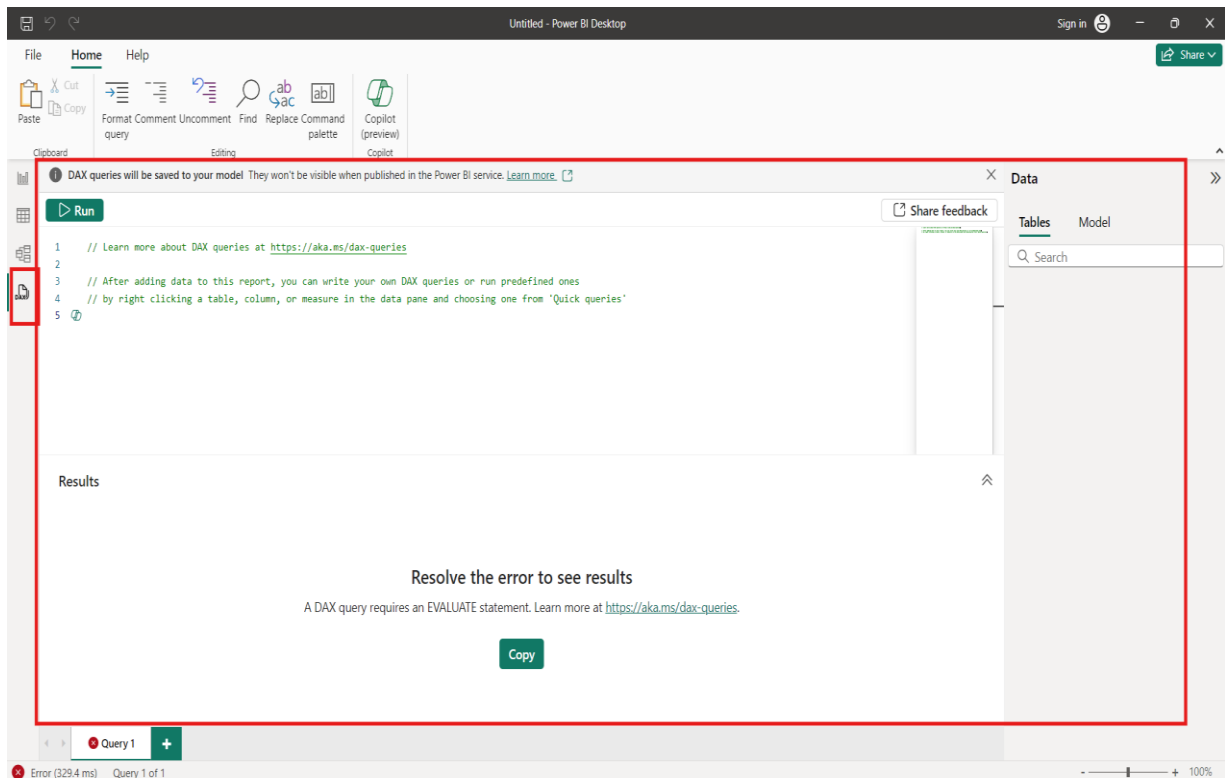 Untitled - Power BI Desktop
Sign in
File Home Help
Share
Paste
Cut
Copy
Format query
Comment
Uncomment
Find
Replace
Command palette
Copilot (preview)
Clipboard
Editing
Copilot
DAX queries will be saved to your model They won't be visible when published in the Power BI service. Learn more
Run
Share feedback
1 // Learn more about DAX queries at https://aka.ms/dax-queries
2
3 // After adding data to this report, you can write your own DAX queries or run predefined ones
4 // by right clicking a table, column, or measure in the data pane and choosing one from 'Quick queries'
5
Data
Tables Model
Search
Results
Resolve the error to see results
A DAX query requires an EVALUATE statement. Learn more at https://aka.ms/dax-queries.
Copy
Query 1
Error (329.4 ms) Query 1 of 1
- + 100%